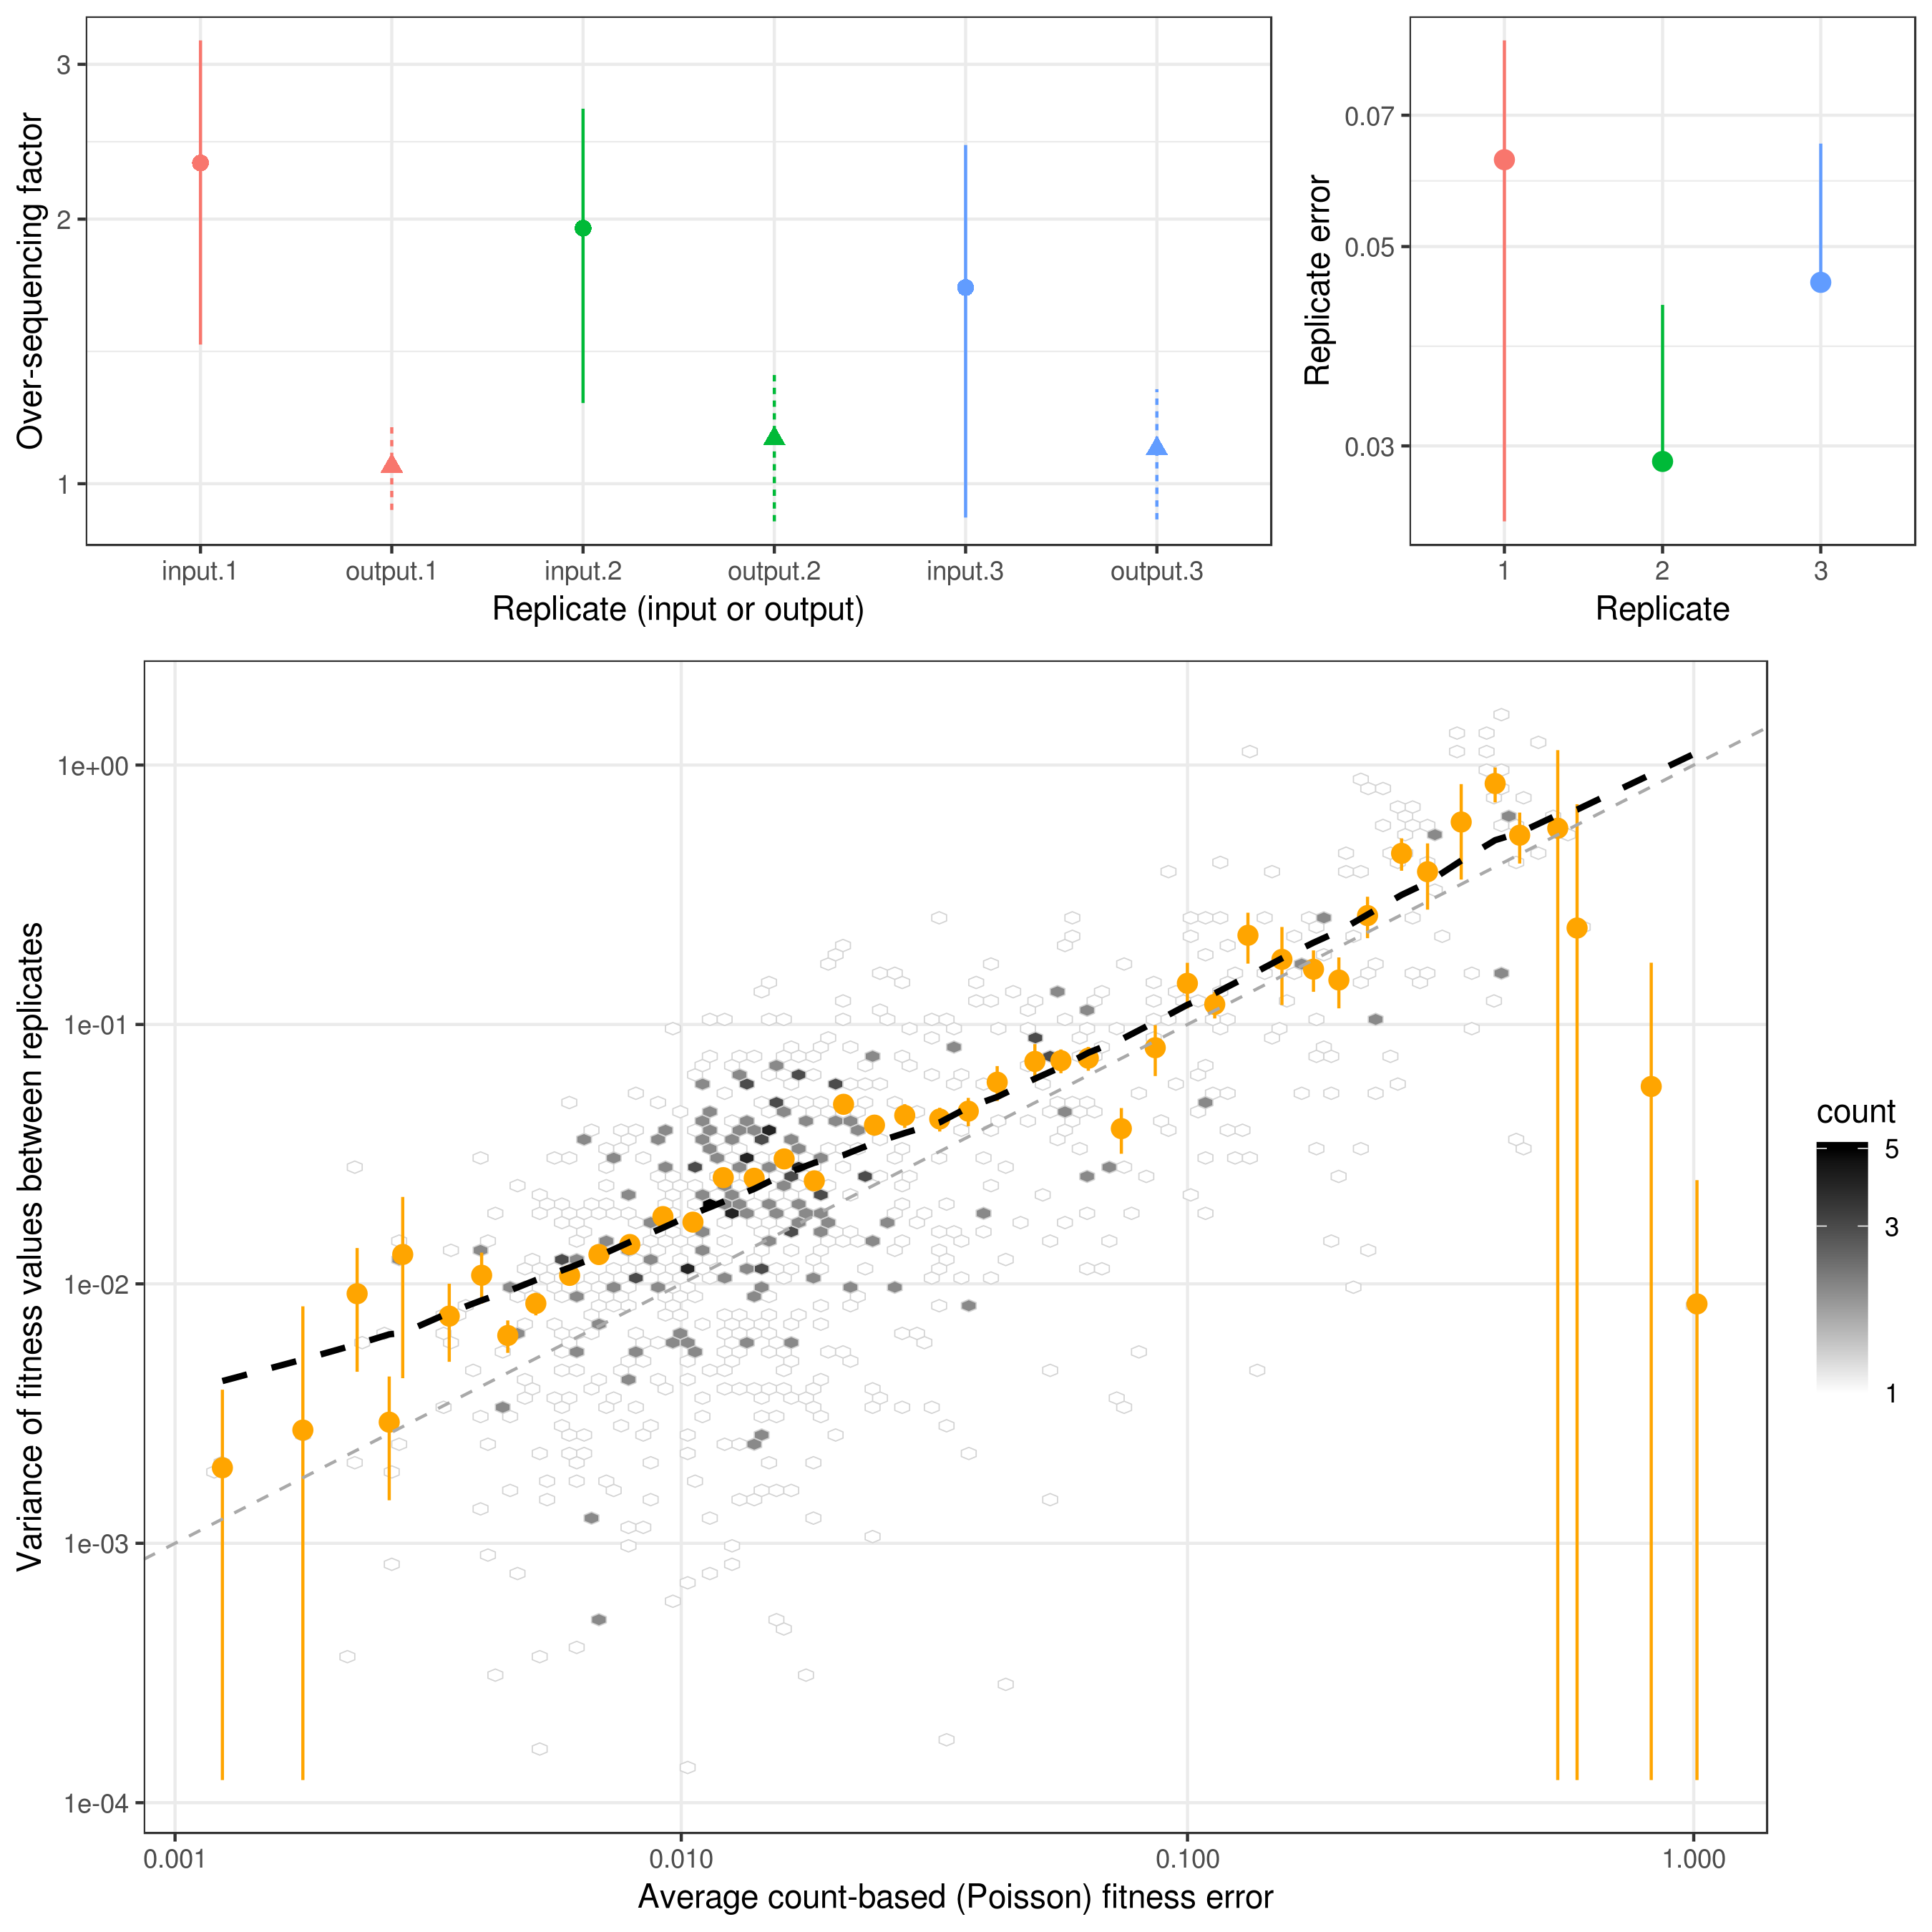 Over-sequencing factor
3
2
1
input.1 output.1 input.2 output.2 input.3 output.3
Replicate (input or output)
Replicate error
0.07
0.05
0.03
1 2 3
Replicate
Variance of fitness values between replicates
1e+00
1e-01
1e-02
1e-03
1e-04
0.001 0.010 0.100 1.000
Average count-based (Poisson) fitness error
count
5
3
1